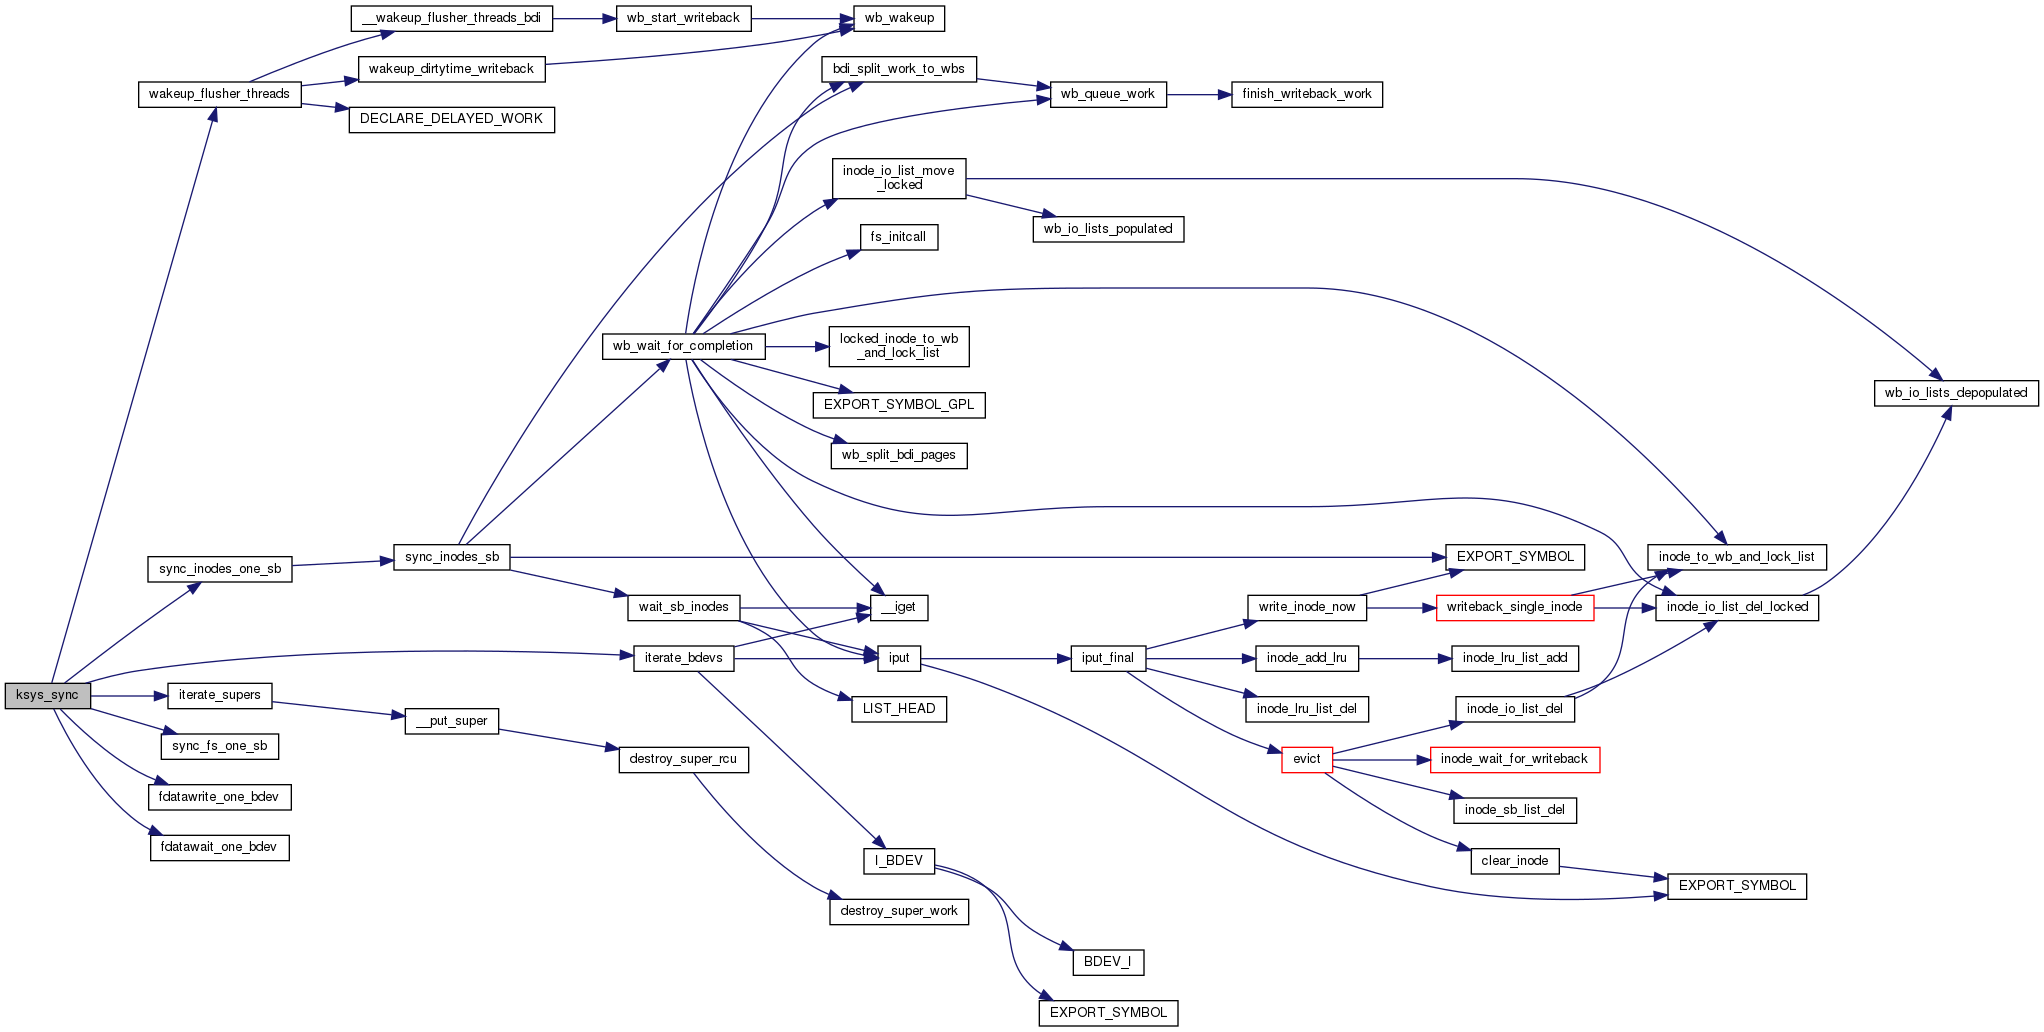 __wakeup_flusher_threads_bdi
wb_start_writeback
wb_wakeup
wakeup_dirtytime_writeback
bdi_split_work_to_wbs
wakeup_flusher_threads
wb_queue_work
finish_writeback_work
DECLARE_DELAYED_WORK
inode_io_list_move
_locked
wb_io_lists_populated
fs_initcall
wb_wait_for_completion
locked_inode_to_wb
_and_lock_list
wb_io_lists_depopulated
EXPORT_SYMBOL_GPL
wb_split_bdi_pages
sync_inodes_one_sb
sync_inodes_sb
EXPORT_SYMBOL
inode_to_wb_and_lock_list
wait_sb_inodes
__iget
write_inode_now
writeback_single_inode
inode_io_list_del_locked
iterate_bdevs
iput
iput_final
inode_add_lru
inode_lru_list_add
ksys_sync
iterate_supers
LIST_HEAD
inode_lru_list_del
inode_io_list_del
__put_super
sync_fs_one_sb
destroy_super_rcu
evict
inode_wait_for_writeback
fdatawrite_one_bdev
inode_sb_list_del
fdatawait_one_bdev
I_BDEV
clear_inode
EXPORT_SYMBOL
destroy_super_work
BDEV_I
EXPORT_SYMBOL